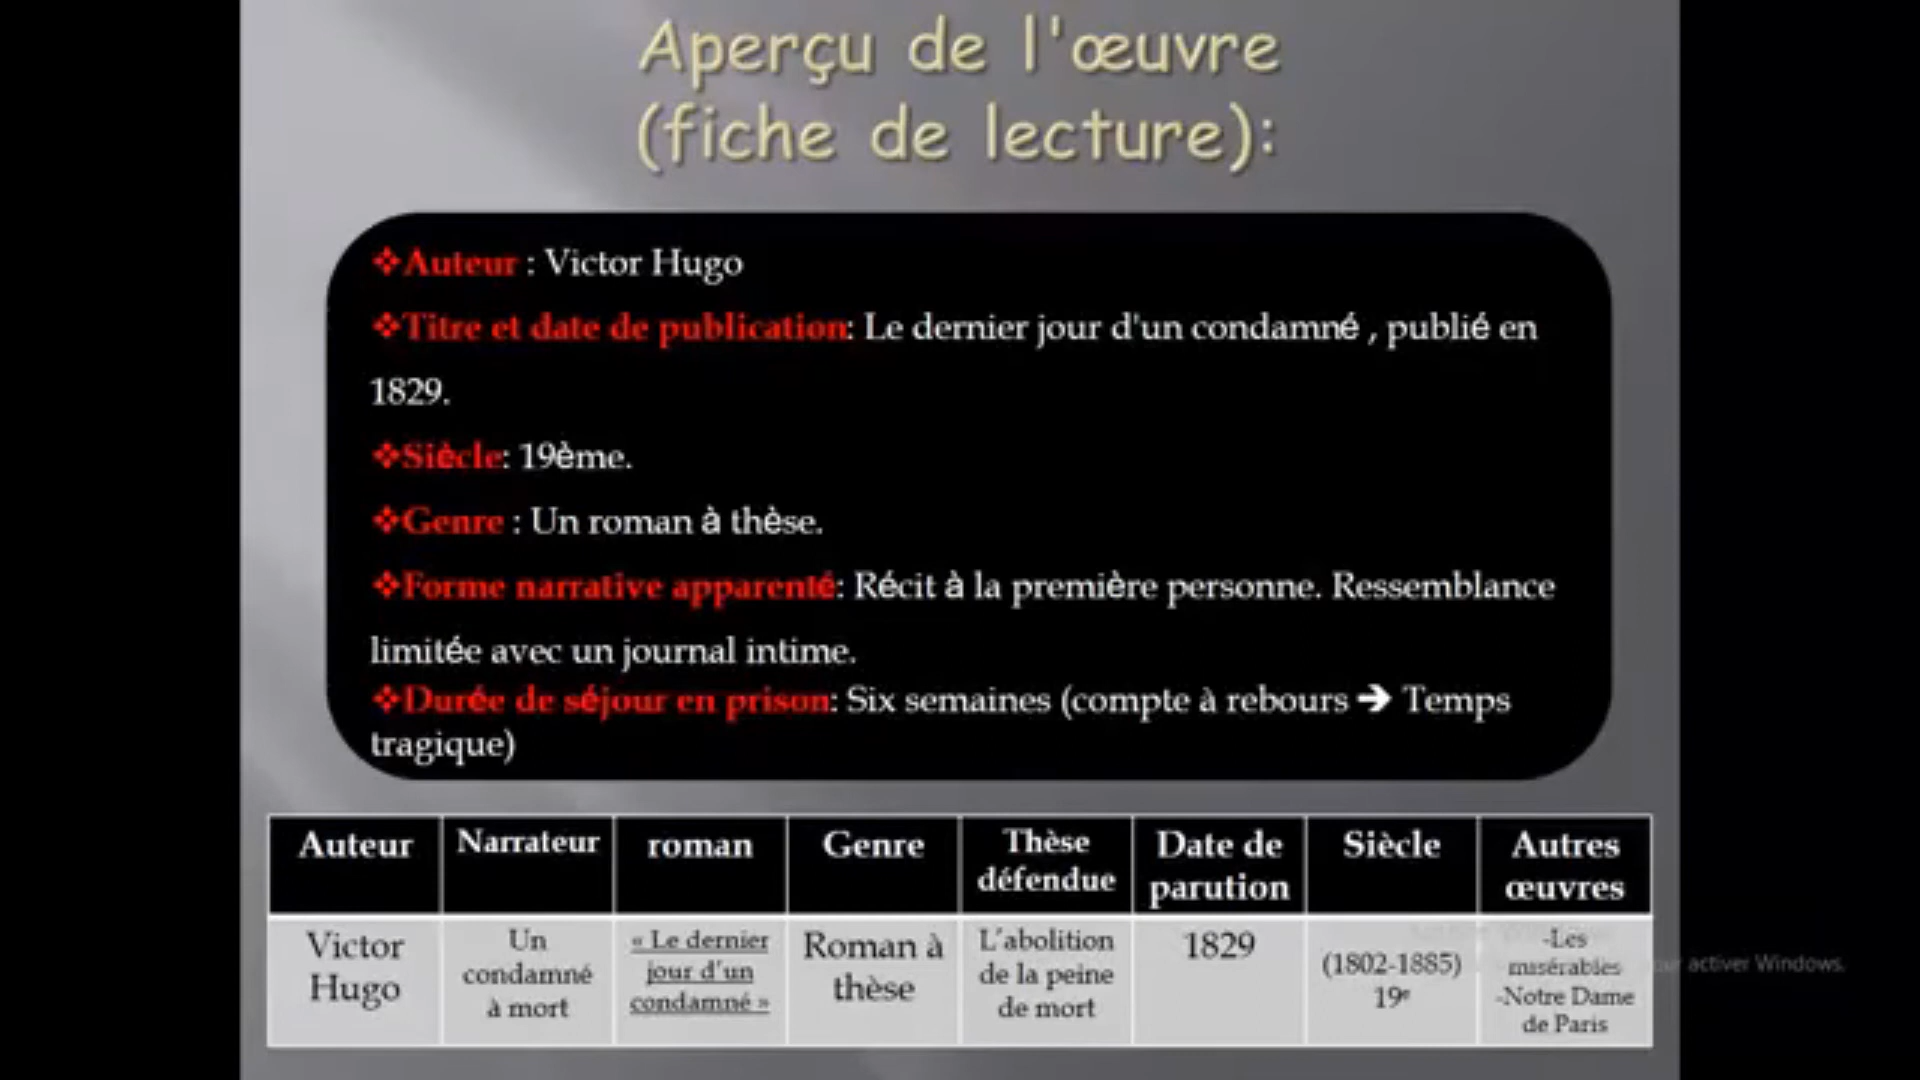 Aperçu de l'œuvre
(fiche de lecture):
❖Auteur : Victor Hugo
❖Titre et date de publication: Le dernier jour d'un condamné , publié en
1829.
❖Siècle: 19ème.
❖Genre : Un roman à thèse.
❖Forme narrative apparenté: Récit à la première personne. Ressemblance
limitée avec un journal intime.
❖Durée de séjour en prison: Six semaines (compte à rebours ➔ Temps
tragique)
Auteur
Narrateur
roman
Genre
Thèse
défendue
Date de
parution
Siècle
Autres
œuvres
Victor
Hugo
Un
condamné
à mort
« Le dernier
jour d'un
condamné »
Roman à
thèse
L'abolition
de la peine
de mort
1829
(1802-1885)
19e
-Les
misérables
-Notre Dame
de Paris
activer Windows.